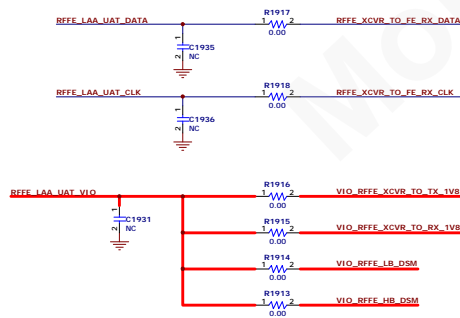 R1917
RFFE_LAA_UAT_DATA 1 2 RFFE_XCVR_TO_FE_RX_DATA
0.00
1 C1935
2 NC
R1918
RFFE_LAA_UAT_CLK 1 2 RFFE_XCVR_TO_FE_RX_CLK
0.00
1 C1936
2 NC
R1916
RFFE_LAA_UAT_VIO 1 2 VIO_RFFE_XCVR_TO_TX_1V8
0.00
1 C1931
2 NC
R1915
1 2 VIO_RFFE_XCVR_TO_RX_1V8
0.00
R1914
1 2 VIO_RFFE_LB_DSM
0.00
R1913
1 2 VIO_RFFE_HB_DSM
0.00